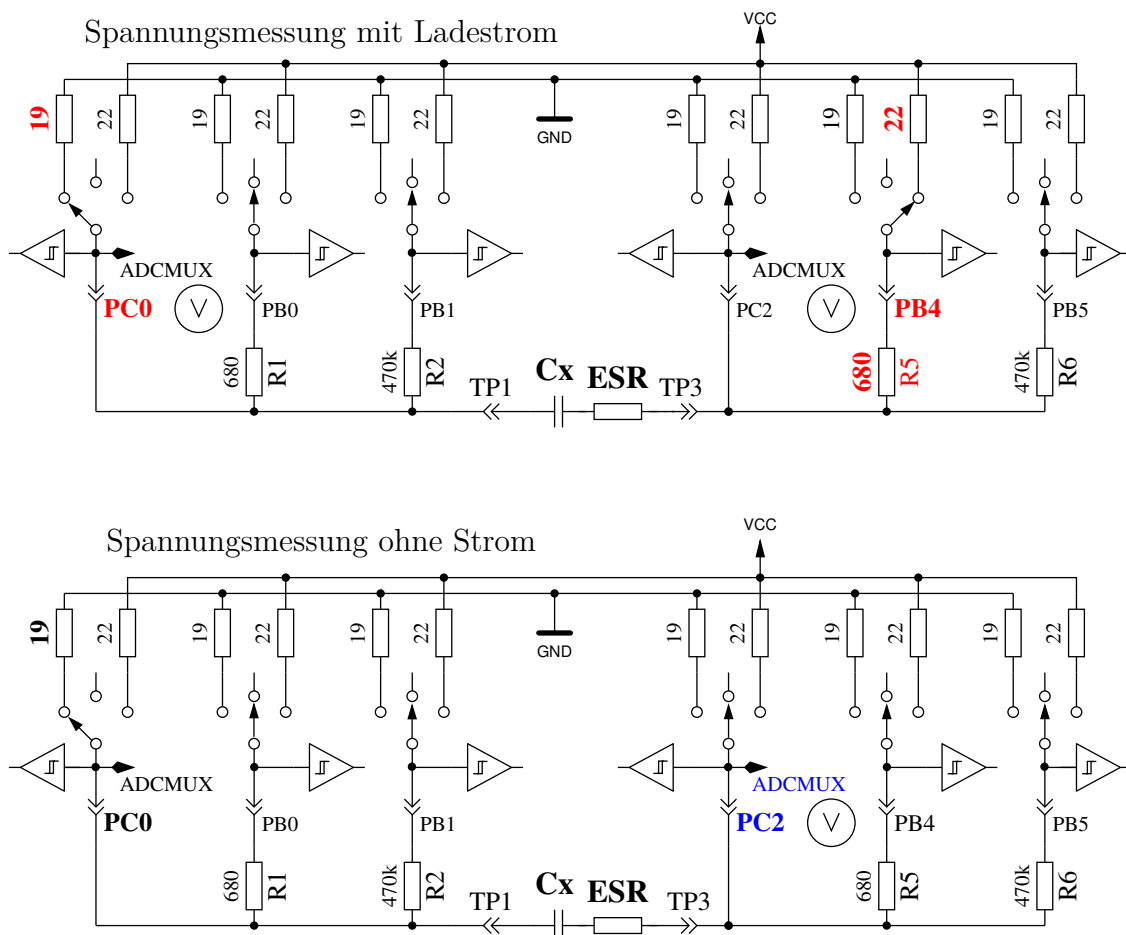 VCC
Spannungsmessung mit Ladestrom
19 22 19 22 19 22 GND 19 22 19 22 19 22
ADCMUX ADCMUX
PC0 V PB0 PB1 PC2 V PB4 PB5
680 R1 470k R2 680 R5 470k R6
TP1 Cx ESR TP3
VCC
Spannungsmessung ohne Strom
19 22 19 22 19 22 GND 19 22 19 22 19 22
ADCMUX ADCMUX
PC0 PB0 PB1 PC2 V PB4 PB5
680 R1 470k R2 680 R5 470k R6
TP1 Cx ESR TP3